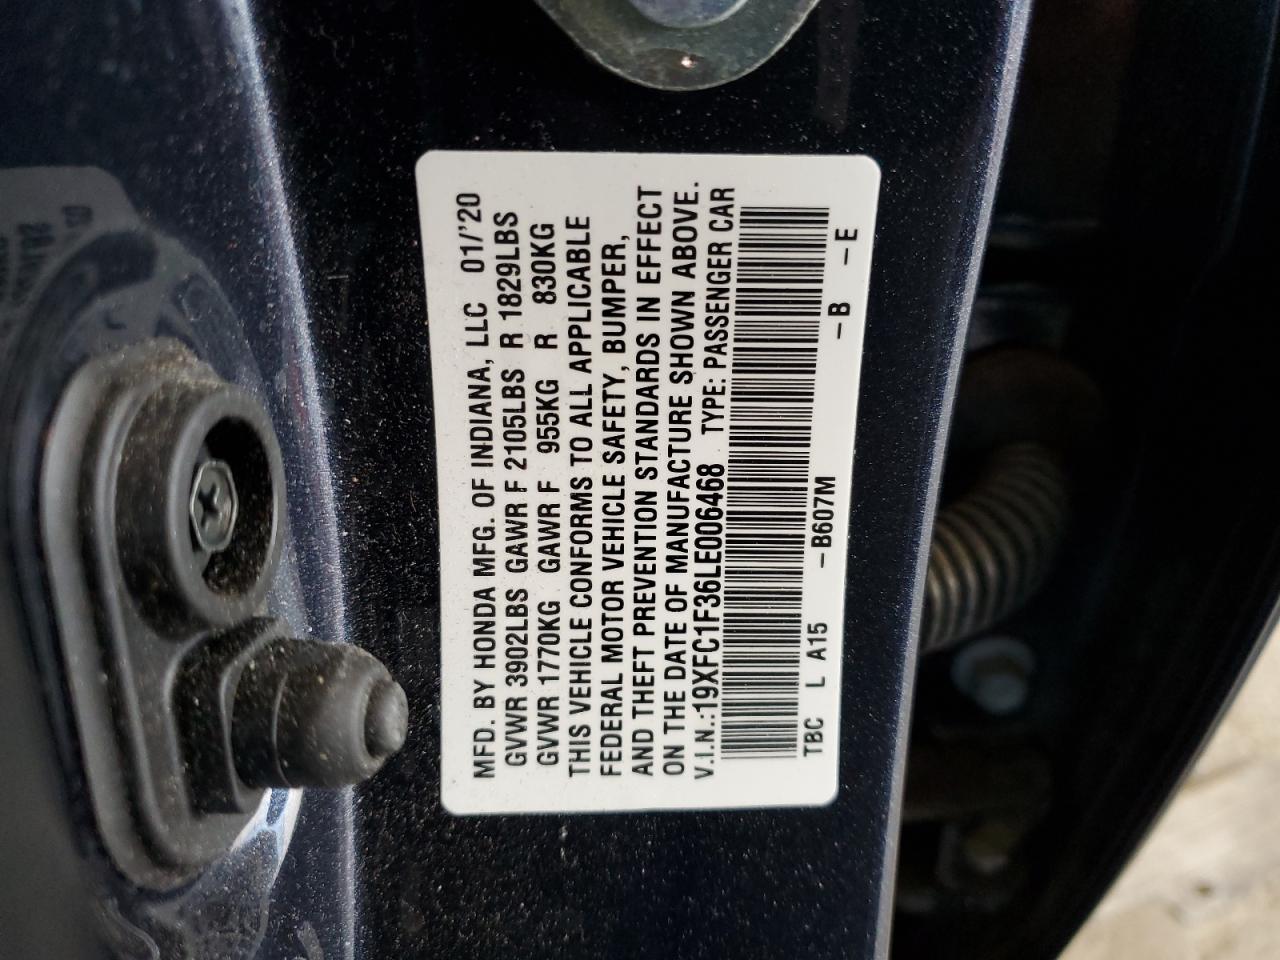 MFD. BY HONDA MFG. OF INDIANA, LLC 01/'20
GVWR 3902LBS GAWR F 2105LBS R 1829LBS
GVWR 1770KG GAWR F 955KG R 830KG
THIS VEHICLE CONFORMS TO ALL APPLICABLE
FEDERAL MOTOR VEHICLE SAFETY, BUMPER,
AND THEFT PREVENTION STANDARDS IN EFFECT
ON THE DATE OF MANUFACTURE SHOWN ABOVE.
V.I.N.:19XFC1F36LE006468 TYPE: PASSENGER CAR
TBC L A15 -B607M -B -E